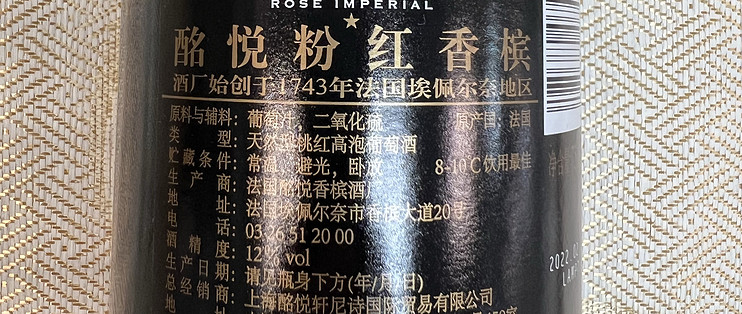 ROSÉ IMPERIAL
酩悦粉红香槟
酒厂始创于1743年法国埃佩尔奈地区
原料与辅料：葡萄汁，二氧化硫 原产国：法国
类型：天然型桃红高泡葡萄酒
贮藏条件：常温，避光，卧放 8-10℃饮用最佳
生产商：法国酩悦香槟酒厂
地址：法国埃佩尔奈市香槟大道20号
电话：03 26 51 20 00
酒精度：12% vol
生产日期：请见瓶身下方(年/月/日)
总经销商：上海酩悦轩尼诗国际贸易有限公司
2022